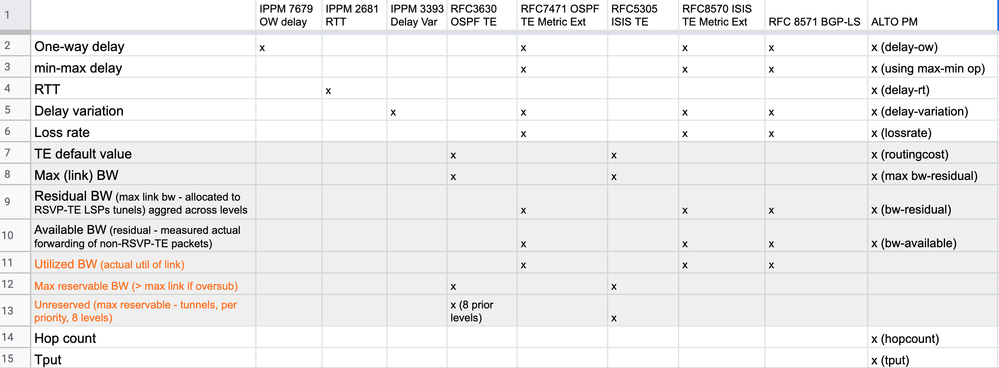 1 IPPM 7679 IPPM 2681 IPPM 3393 RFC3630 RFC7471 OSPF RFC5305 RFC8570 ISIS
OW delay RTT Delay Var OSPF TE TE Metric Ext ISIS TE TE Metric Ext RFC 8571 BGP-LS ALTO PM
2 One-way delay x x x x x (delay-ow)
3 min-max delay x x x x (using max-min op)
4 RTT x x (delay-rt)
5 Delay variation x x x x x (delay-variation)
6 Loss rate x x x x (lossrate)
7 TE default value x x x (routingcost)
8 Max (link) BW x x x (max bw-residual)
9 Residual BW (max link bw - allocated to
RSVP-TE LSPs tunels) aggred across levels x x x x (bw-residual)
10 Available BW (residual - measured actual
forwarding of non-RSVP-TE packets) x x x x (bw-available)
11 Utilized BW (actual util of link) x x x
12 Max reservable BW (> max link if oversub) x x
13 Unreserved (max reservable - tunnels, per x (8 prior
priority, 8 levels) levels) x
14 Hop count x (hopcount)
15 Tput x (tput)